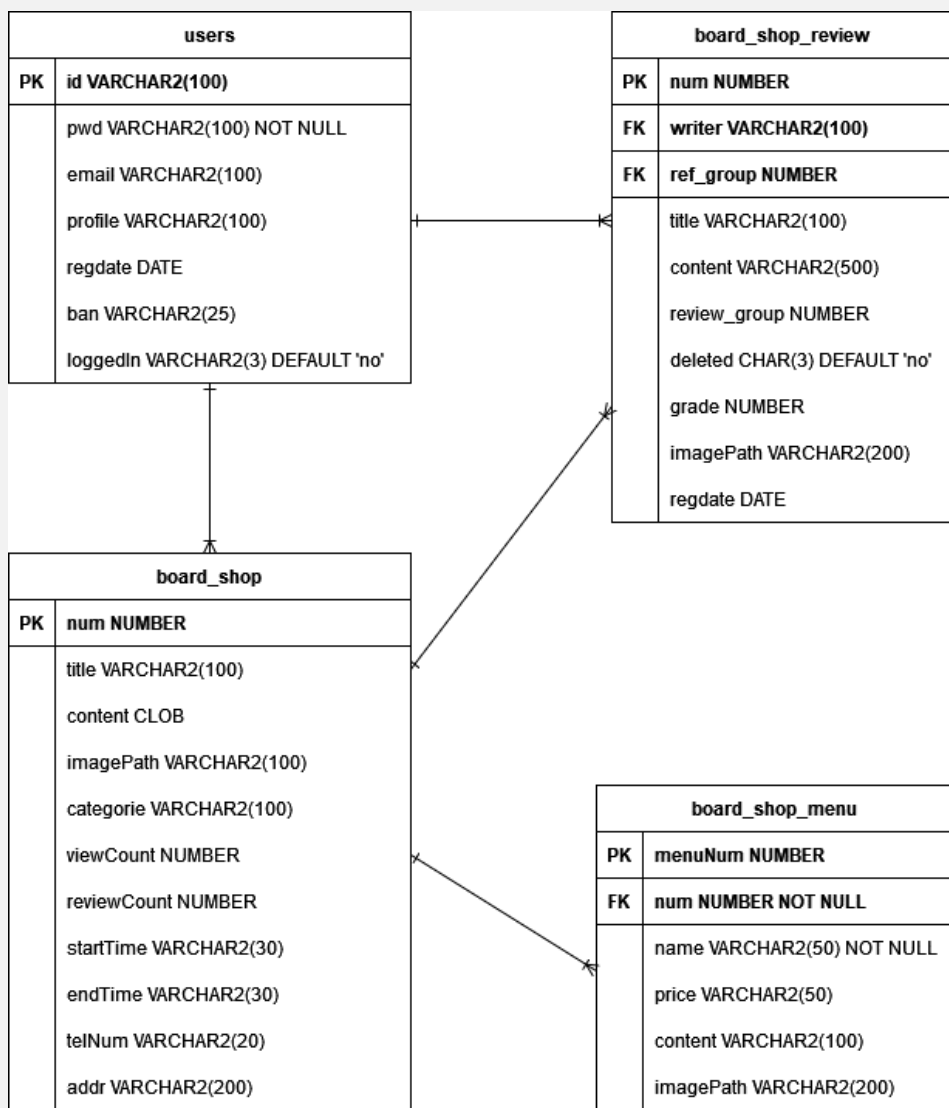 users
PK id VARCHAR2(100)
pwd VARCHAR2(100) NOT NULL
email VARCHAR2(100)
profile VARCHAR2(100)
regdate DATE
ban VARCHAR2(25)
loggedIn VARCHAR2(3) DEFAULT 'no'
board_shop_review
PK num NUMBER
FK writer VARCHAR2(100)
FK ref_group NUMBER
title VARCHAR2(100)
content VARCHAR2(500)
review_group NUMBER
deleted CHAR(3) DEFAULT 'no'
grade NUMBER
imagePath VARCHAR2(200)
regdate DATE
board_shop
PK num NUMBER
title VARCHAR2(100)
content CLOB
imagePath VARCHAR2(100)
categorie VARCHAR2(100)
viewCount NUMBER
reviewCount NUMBER
startTime VARCHAR2(30)
endTime VARCHAR2(30)
telNum VARCHAR2(20)
addr VARCHAR2(200)
board_shop_menu
PK menuNum NUMBER
FK num NUMBER NOT NULL
name VARCHAR2(50) NOT NULL
price VARCHAR2(50)
content VARCHAR2(100)
imagePath VARCHAR2(200)